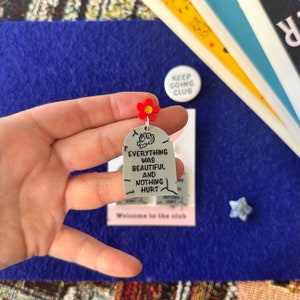 KEEP
GOING
CLUB
EVERYTHING
WAS
BEAUTIFUL
AND
NOTHING
HURT
Welcome to the club
R